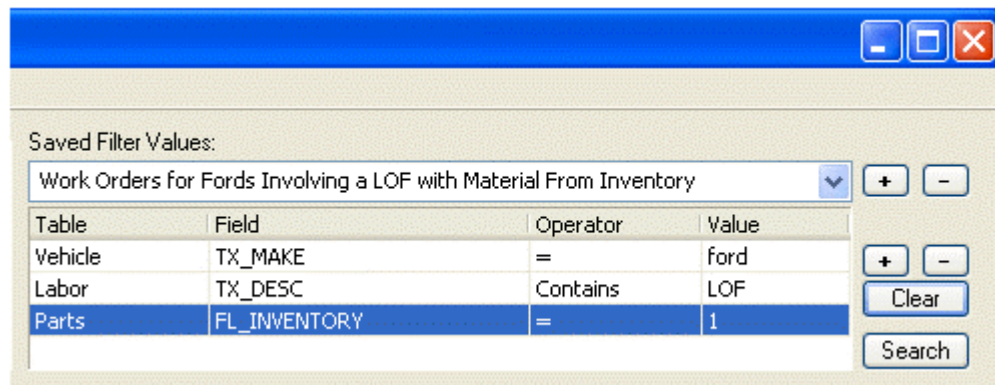 Saved Filter Values:
Work Orders for Fords Involving a LOF with Material From Inventory + -
Table Field Operator Value
Vehicle TX_MAKE = ford + -
Labor TX_DESC Contains LOF
Clear
Parts FL_INVENTORY = 1
Search